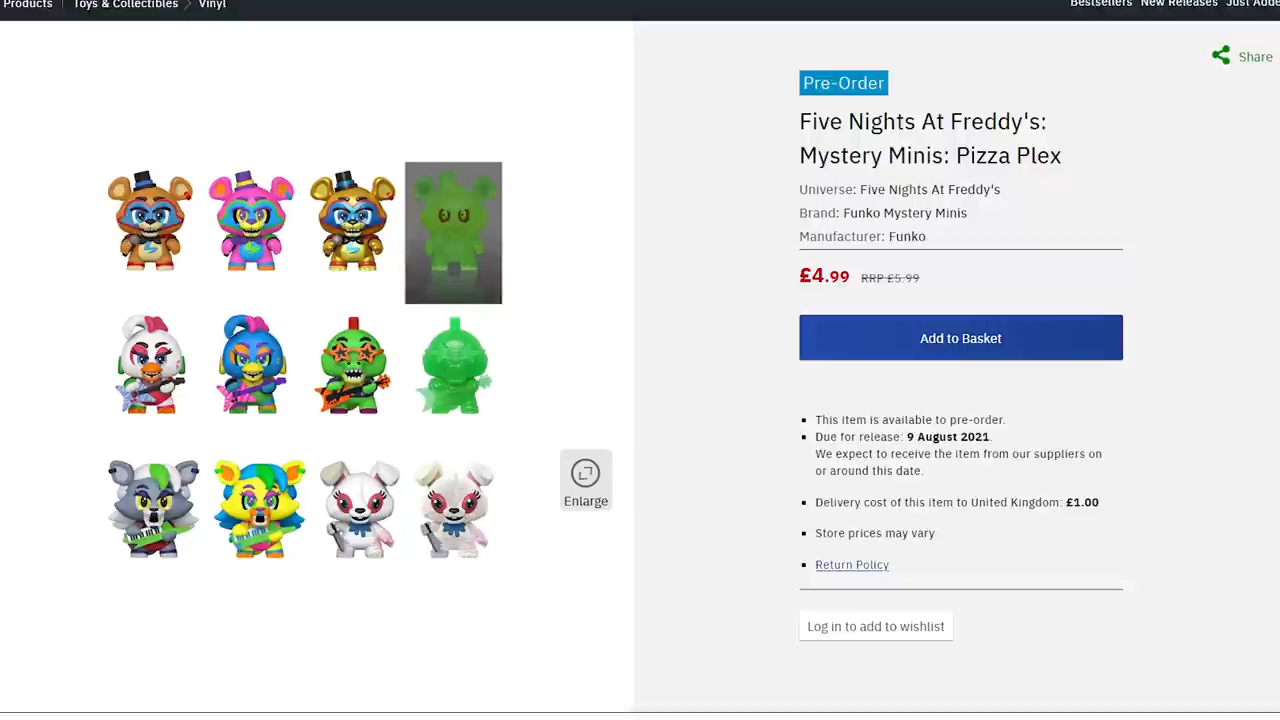 Products
Toys & Collectibles
Vinyl
Bestsellers New Releases Just Adde
Share
Pre-Order
Five Nights At Freddy's:
Mystery Minis: Pizza Plex
Universe: Five Nights At Freddy's
Brand: Funko Mystery Minis
Manufacturer: Funko
£4.99 RRP £5.99
Add to Basket
This item is available to pre-order.
Due for release: 9 August 2021.
We expect to receive the item from our suppliers on
or around this date.
Enlarge
Delivery cost of this item to United Kingdom: £1.00
Store prices may vary
Return Policy
Log in to add to wishlist